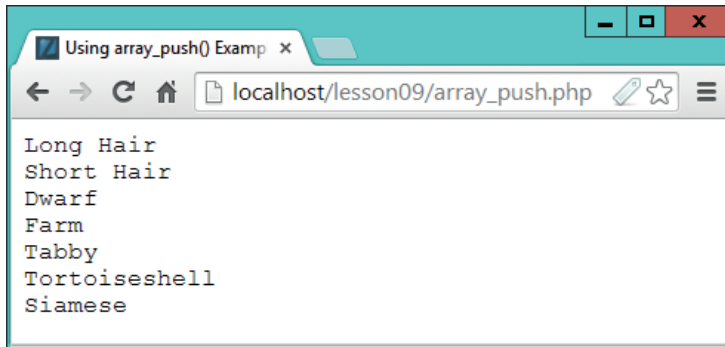 Using array_push() Examp
localhost/lesson09/array_push.php
Long Hair
Short Hair
Dwarf
Farm
Tabby
Tortoiseshell
Siamese